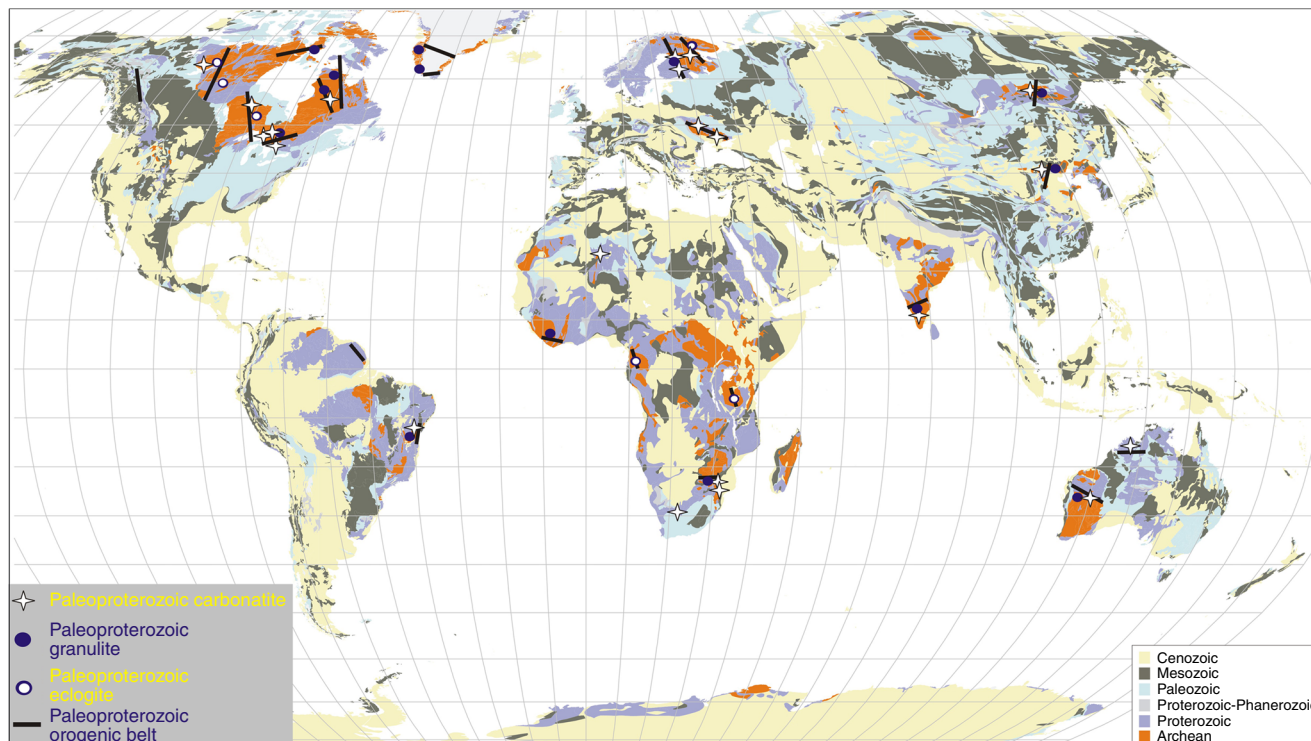 Paleoproterozoic carbonatite
Paleoproterozoic
granulite
Paleoproterozoic
eclogite
Paleoproterozoic
orogenic belt
Cenozoic
Mesozoic
Paleozoic
Proterozoic-Phanerozoic
Proterozoic
Archean